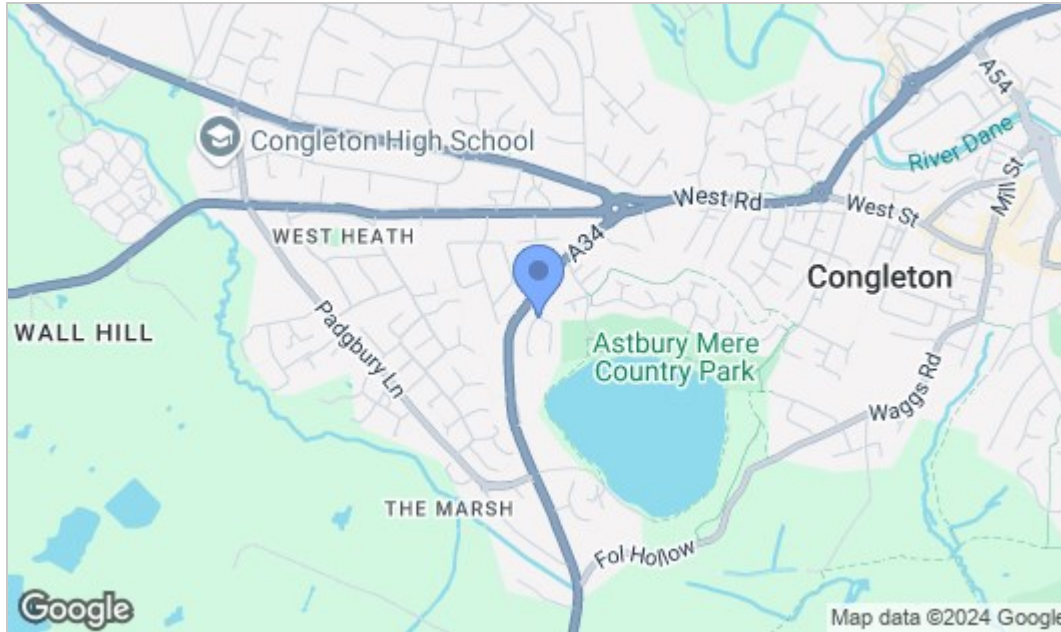 A54
River Dane
Mill St
Congleton High School
West Rd
West St
WEST HEATH
A34
Congleton
WALL HILL
Padgbury Ln
Astbury Mere
Country Park
Waggs Rd
THE MARSH
Fol Hollow
Google
Map data ©2024 Google